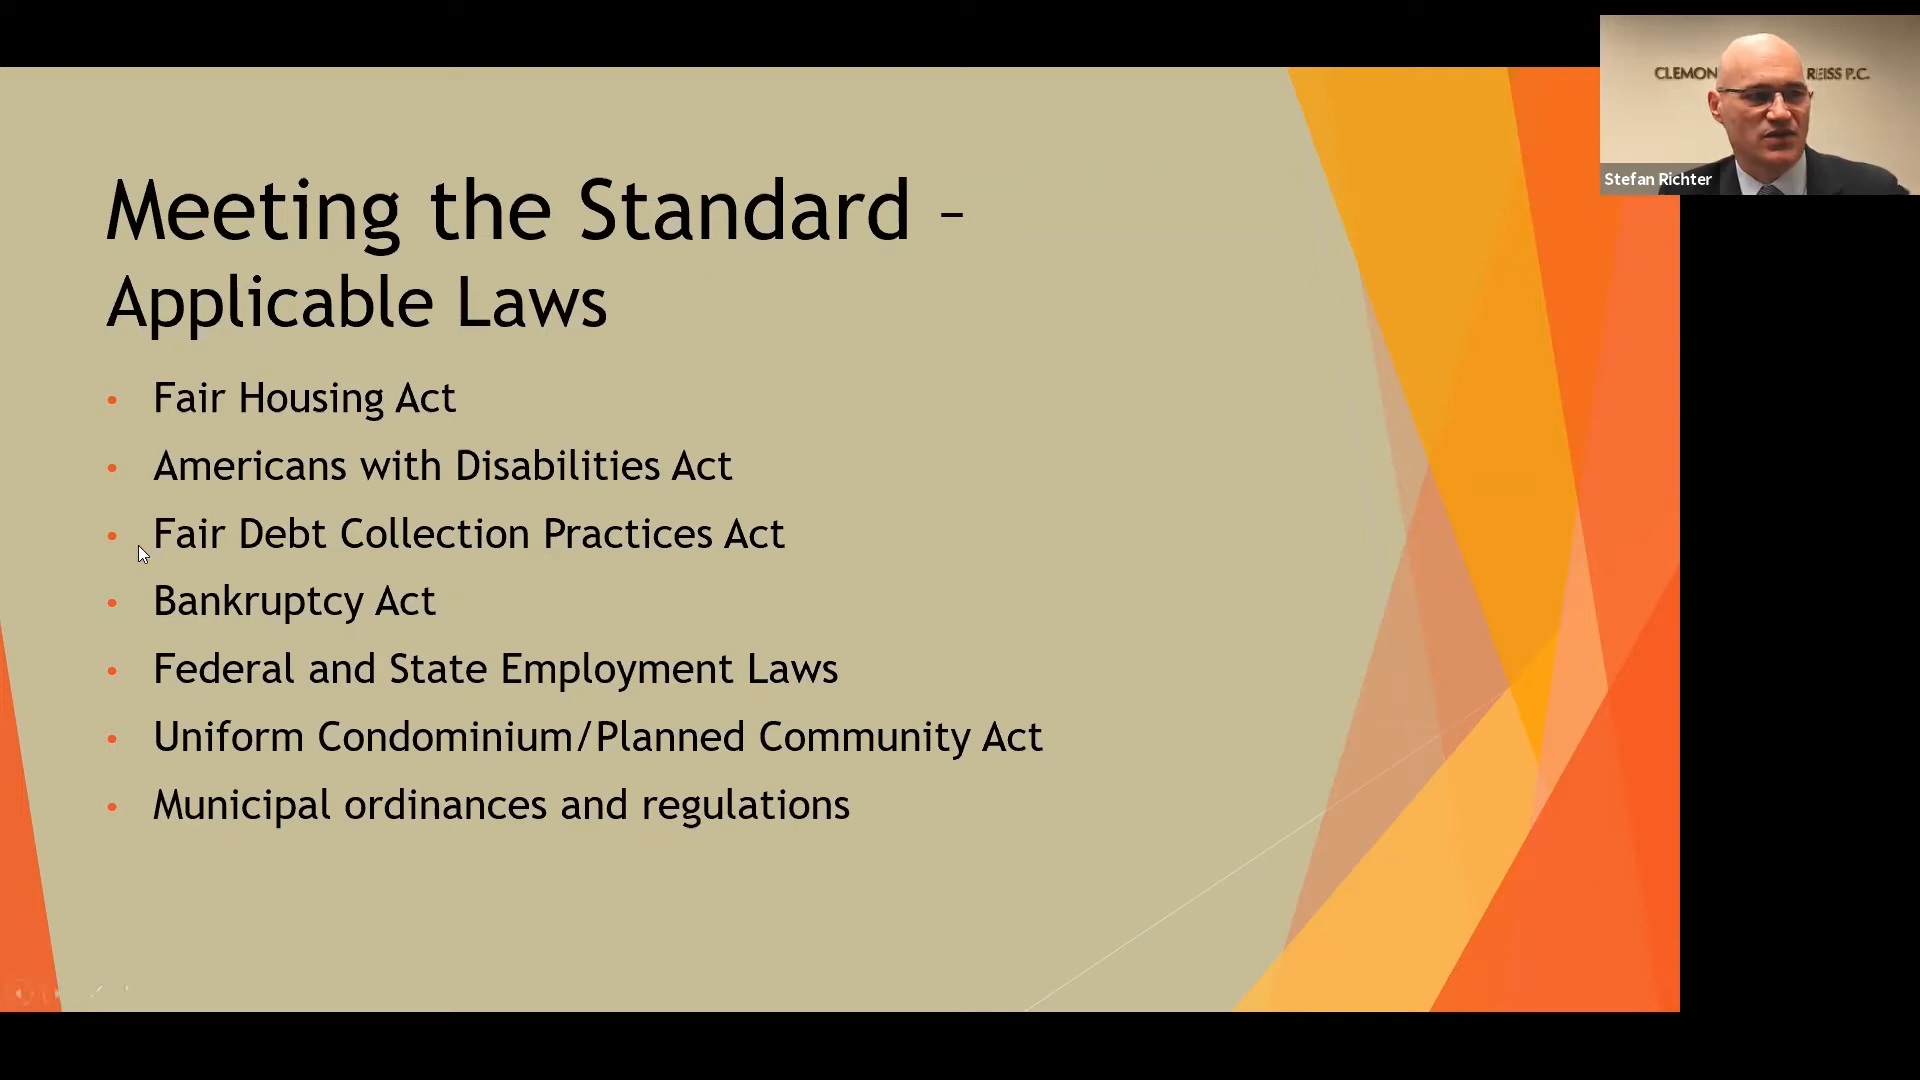 Meeting the Standard –
Applicable Laws
• Fair Housing Act
• Americans with Disabilities Act
• Fair Debt Collection Practices Act
• Bankruptcy Act
• Federal and State Employment Laws
• Uniform Condominium/Planned Community Act
• Municipal ordinances and regulations
CLEMON REISS P.C.
Stefan Richter